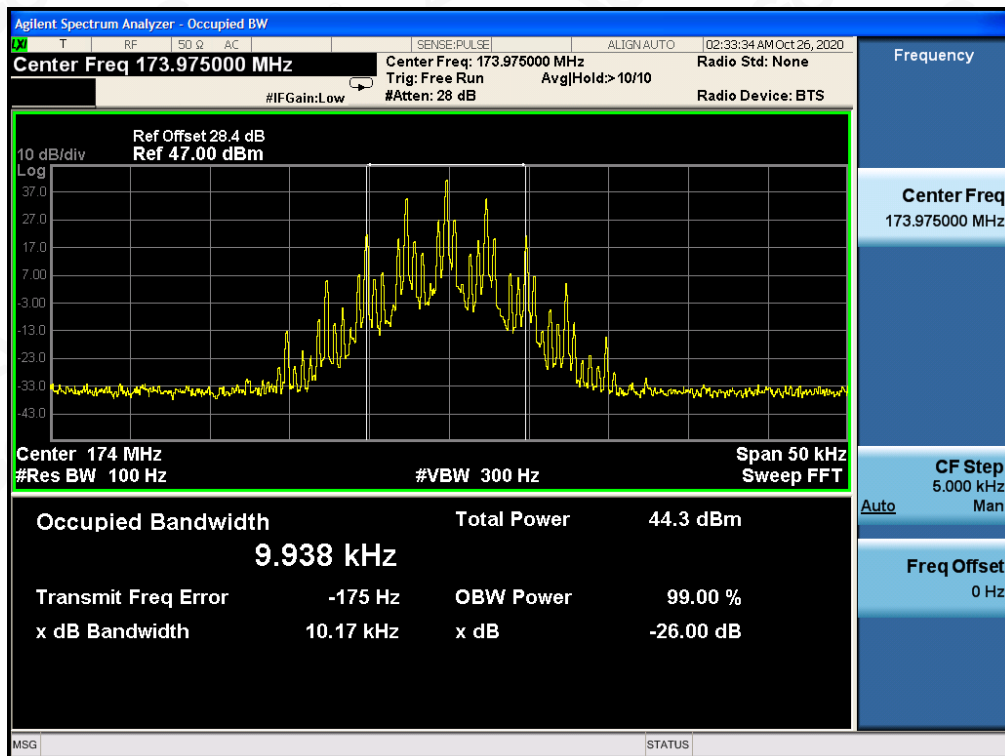 Agilent Spectrum Analyzer - Occupied BW
LXI T RF 50 Ω AC SENSE:PULSE ALIGN AUTO 02:33:34 AM Oct 26, 2020
Center Freq 173.975000 MHz
Center Freq: 173.975000 MHz Radio Std: None
Trig: Free Run Avg|Hold:>10/10
#IFGain:Low #Atten: 28 dB Radio Device: BTS
Ref Offset 28.4 dB
10 dB/div Ref 47.00 dBm
Log
37.0
27.0
17.0
7.00
-3.00
-13.0
-23.0
-33.0
-43.0
Center 174 MHz Span 50 kHz
#Res BW 100 Hz #VBW 300 Hz Sweep FFT
Occupied Bandwidth Total Power 44.3 dBm
9.938 kHz
Transmit Freq Error -175 Hz OBW Power 99.00 %
x dB Bandwidth 10.17 kHz x dB -26.00 dB
MSG STATUS
Frequency
Center Freq
173.975000 MHz
CF Step
5.000 kHz
Auto Man
Freq Offset
0 Hz